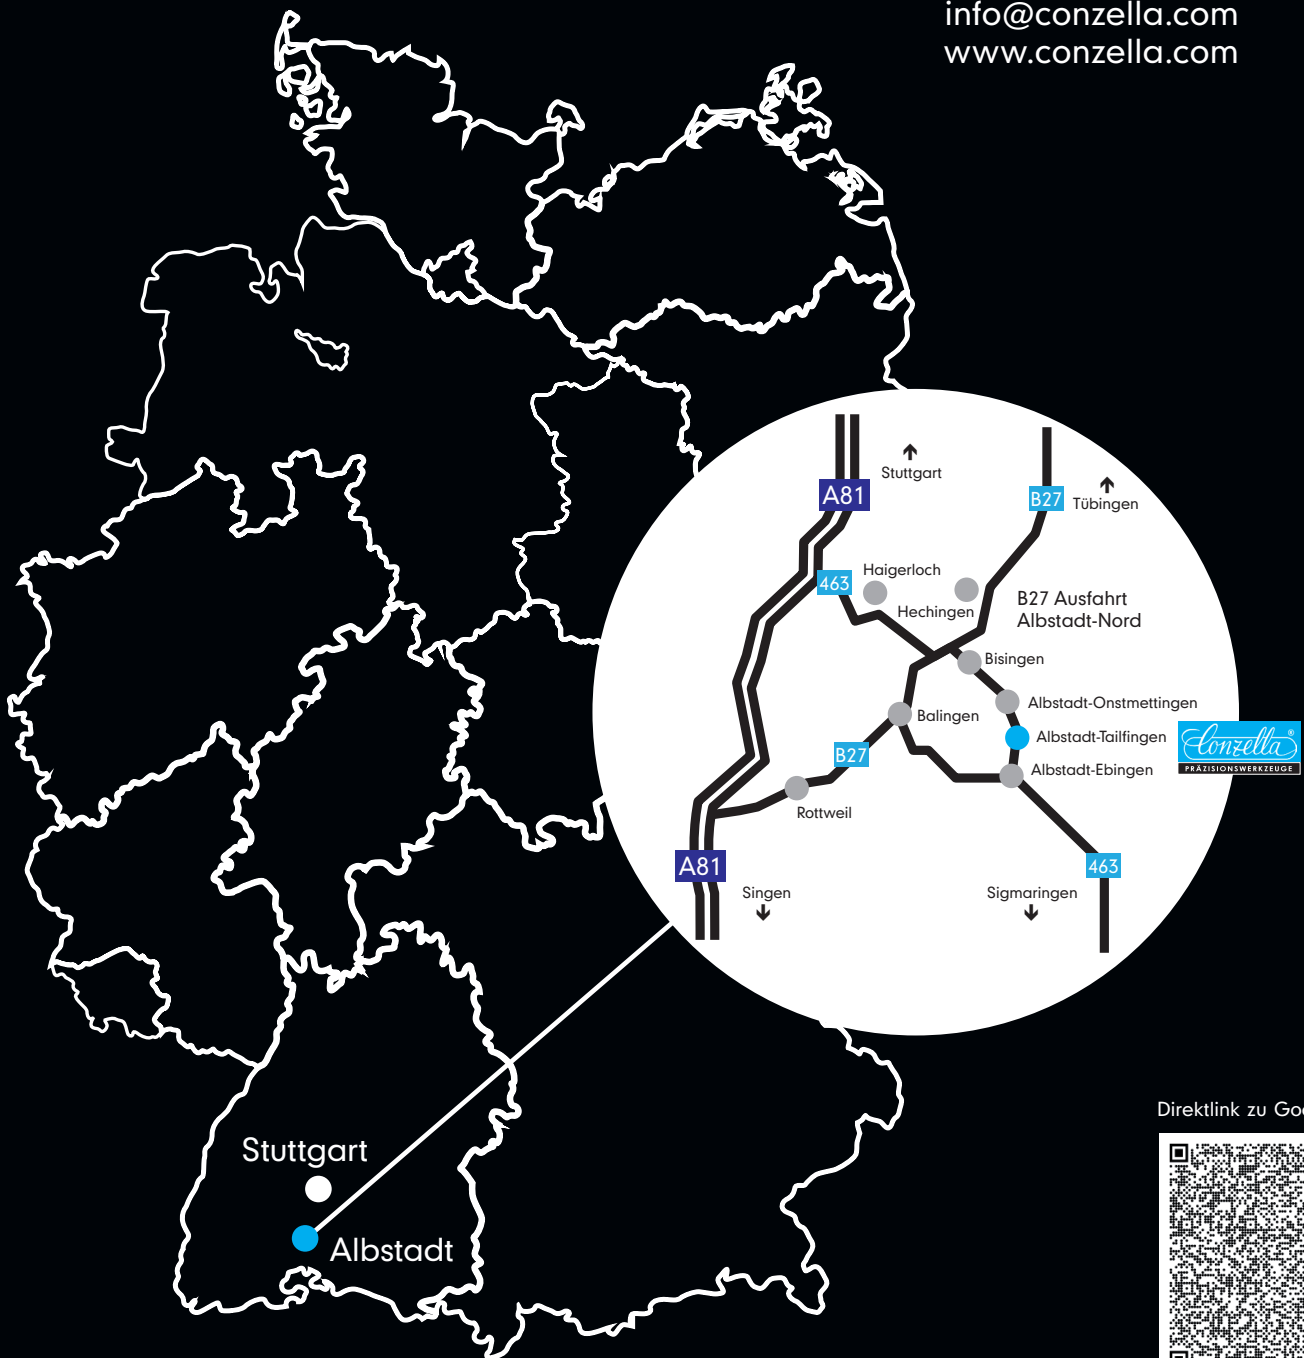 info@conzella.com
www.conzella.com
Stuttgart
A81
B27
Tübingen
463
Haigerloch
Hechingen
B27 Ausfahrt
Albstadt-Nord
Bisingen
Albstadt-Onstmettingen
Balingen
Albstadt-Tailfingen
Conzella®
PRÄZISIONSWERKZEUGE
B27
Albstadt-Ebingen
Rottweil
A81
463
Singen
Sigmaringen
Direktlink zu
Stuttgart
Albstadt